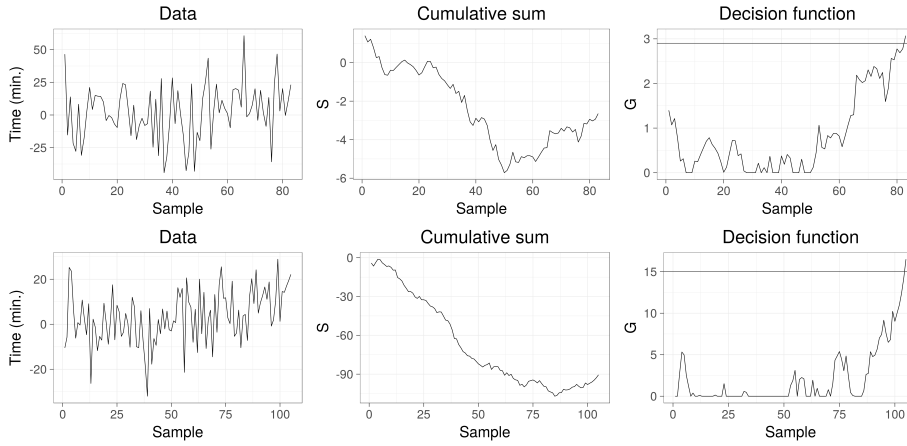 Data
Cumulative sum
Decision function
Time (min.)
50
25
0
-25
0
20
40
60
80
Sample
S
0
-2
-4
-6
0
20
40
60
80
Sample
G
3
2
1
0
0
20
40
60
80
Sample
Data
Cumulative sum
Decision function
Time (min.)
20
0
-20
0
25
50
75
100
Sample
S
0
-30
-60
-90
0
25
50
75
100
Sample
G
15
10
5
0
0
25
50
75
100
Sample